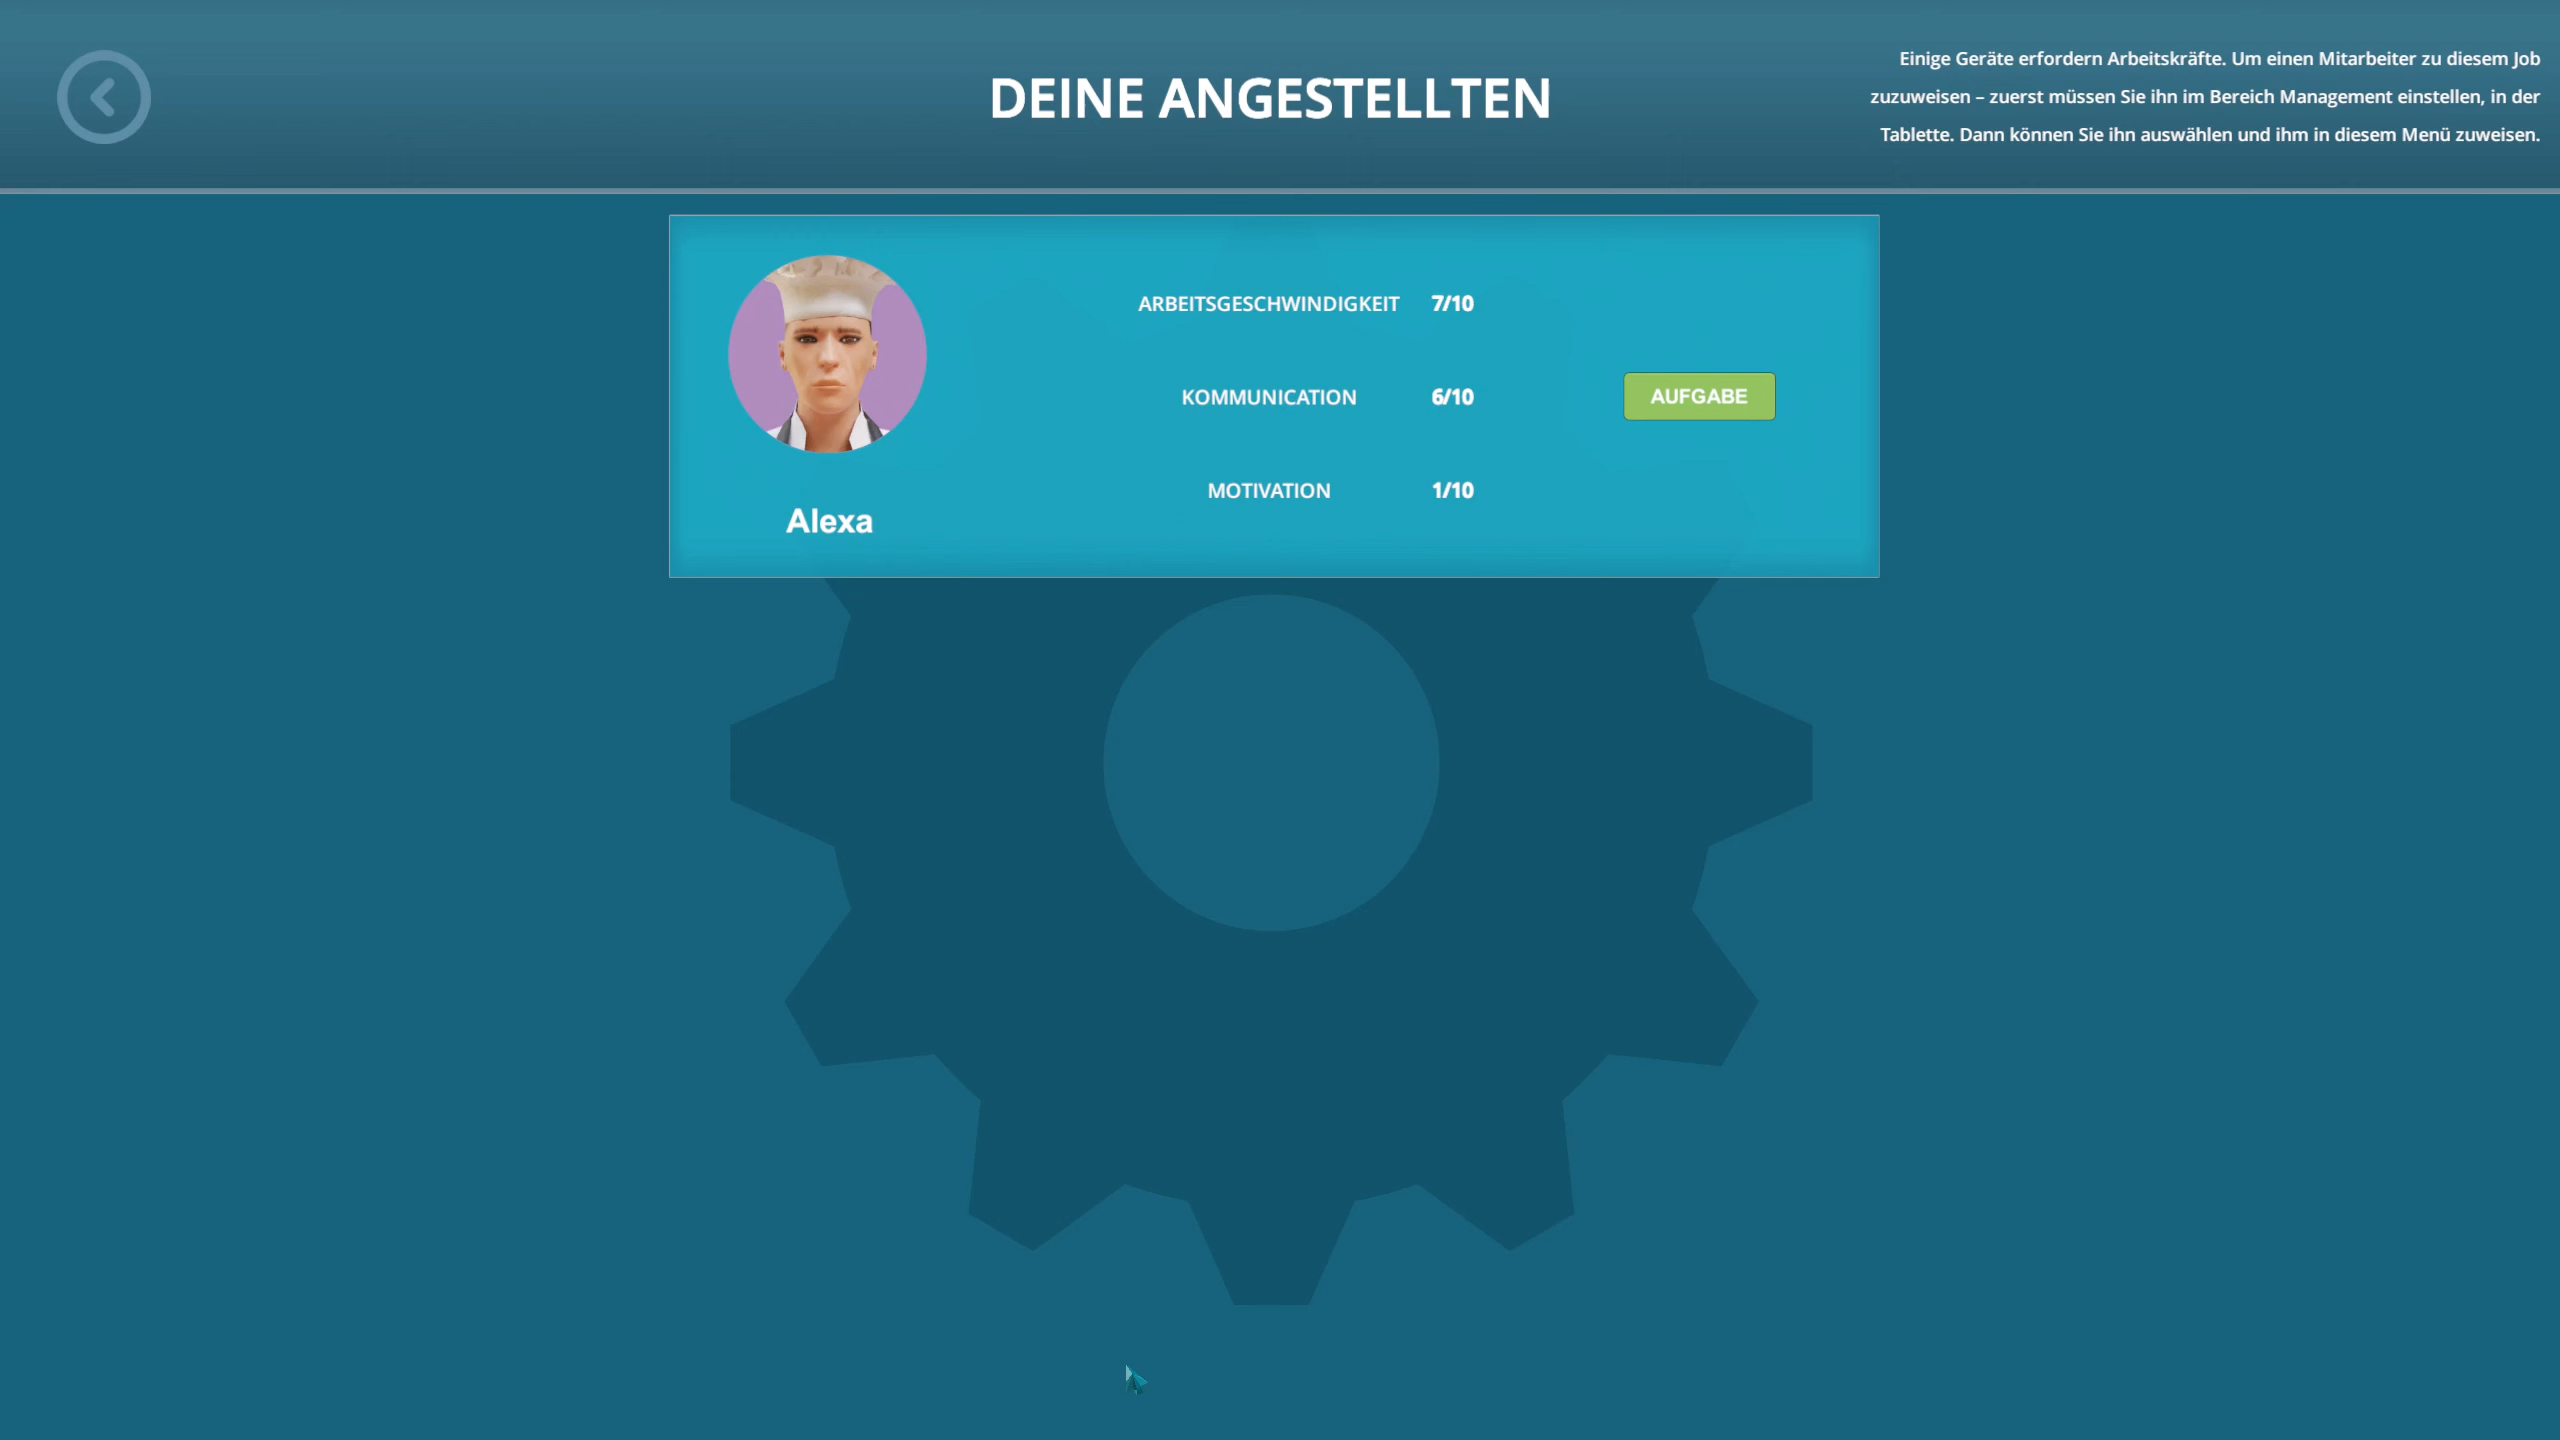 DEINE ANGESTELLTEN
Einige Geräte erfordern Arbeitskräfte. Um einen Mitarbeiter zu diesem Job
zuzuweisen – zuerst müssen Sie ihn im Bereich Management einstellen, in der
Tablette. Dann können Sie ihn auswählen und ihm in diesem Menü zuweisen.
ARBEITSGESCHWINDIGKEIT 7/10
KOMMUNICATION 6/10
AUFGABE
MOTIVATION 1/10
Alexa